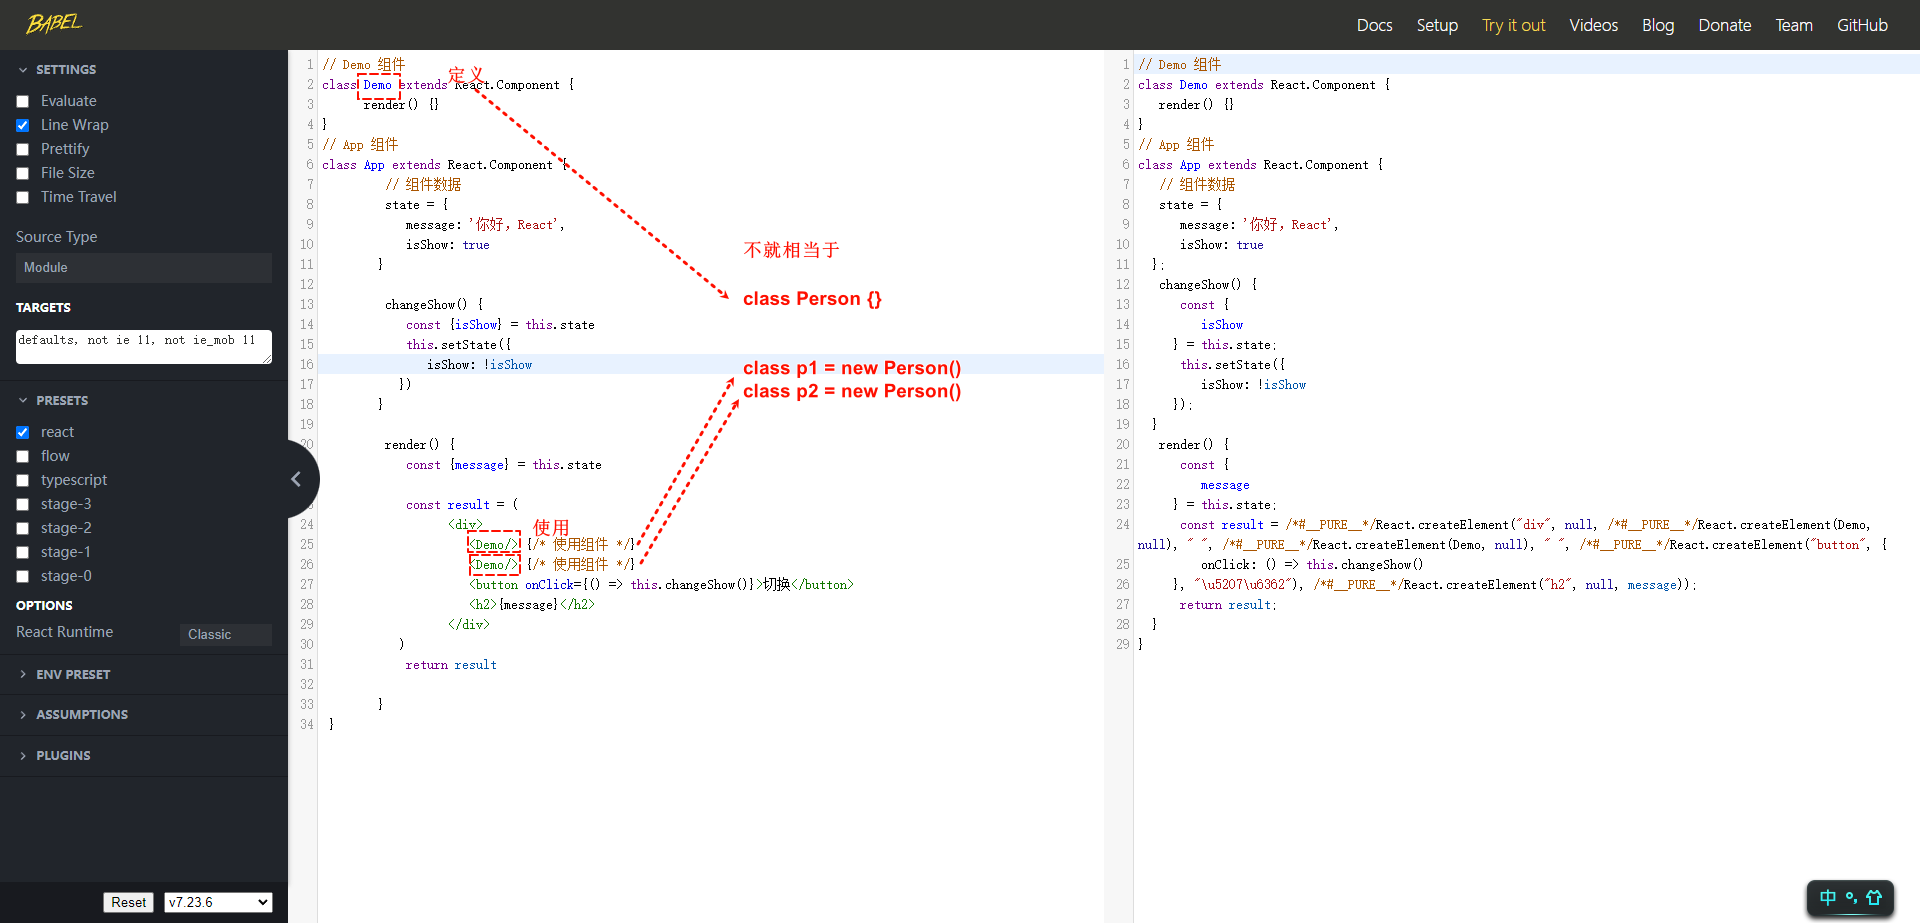 BABEL
Docs Setup Try it out Videos Blog Donate Team GitHub
SETTINGS
Evaluate
Line Wrap
Prettify
File Size
Time Travel
Source Type
Module
TARGETS
defaults, not ie 11, not ie_mob 11
PRESETS
react
flow
typescript
stage-3
stage-2
stage-1
stage-0
OPTIONS
React Runtime Classic
ENV PRESET
ASSUMPTIONS
PLUGINS
Reset v7.23.6
1 // Demo 组件
2 class Demo extends React.Component {
3 render() {}
4 }
5 // App 组件
6 class App extends React.Component {
7 // 组件数据
8 state = {
9 message: '你好，React',
10 isShow: true
11 }
12
13 changeShow() {
14 const {isShow} = this.state
15 this.setState({
16 isShow: !isShow
17 })
18 }
19
20 render() {
21 const {message} = this.state
const result = (
24 <div>
25 <Demo/> {/* 使用组件 */}
26 <Demo/> {/* 使用组件 */}
27 <button onClick={() => this.changeShow()}>切换</button>
28 <h2>{message}</h2>
29 </div>
30 )
31 return result
32
33 }
34 }
定义
不就相当于
class Person {}
class p1 = new Person()
class p2 = new Person()
使用
1 // Demo 组件
2 class Demo extends React.Component {
3 render() {}
4 }
5 // App 组件
6 class App extends React.Component {
7 // 组件数据
8 state = {
9 message: '你好，React',
10 isShow: true
11 };
12 changeShow() {
13 const {
14 isShow
15 } = this.state;
16 this.setState({
17 isShow: !isShow
18 });
19 }
20 render() {
21 const {
22 message
23 } = this.state;
24 const result = /*#__PURE__*/React.createElement("div", null, /*#__PURE__*/React.createElement(Demo,
null), " ", /*#__PURE__*/React.createElement(Demo, null), " ", /*#__PURE__*/React.createElement("button", {
25 onClick: () => this.changeShow()
26 }, "\u5207\u6362"), /*#__PURE__*/React.createElement("h2", null, message));
27 return result;
28 }
29 }
中 °,